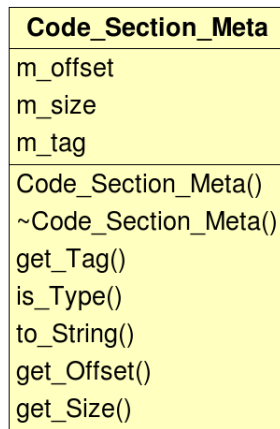 Code_Section_Meta
m_offset
m_size
m_tag
Code_Section_Meta()
~Code_Section_Meta()
get_Tag()
is_Type()
to_String()
get_Offset()
get_Size()